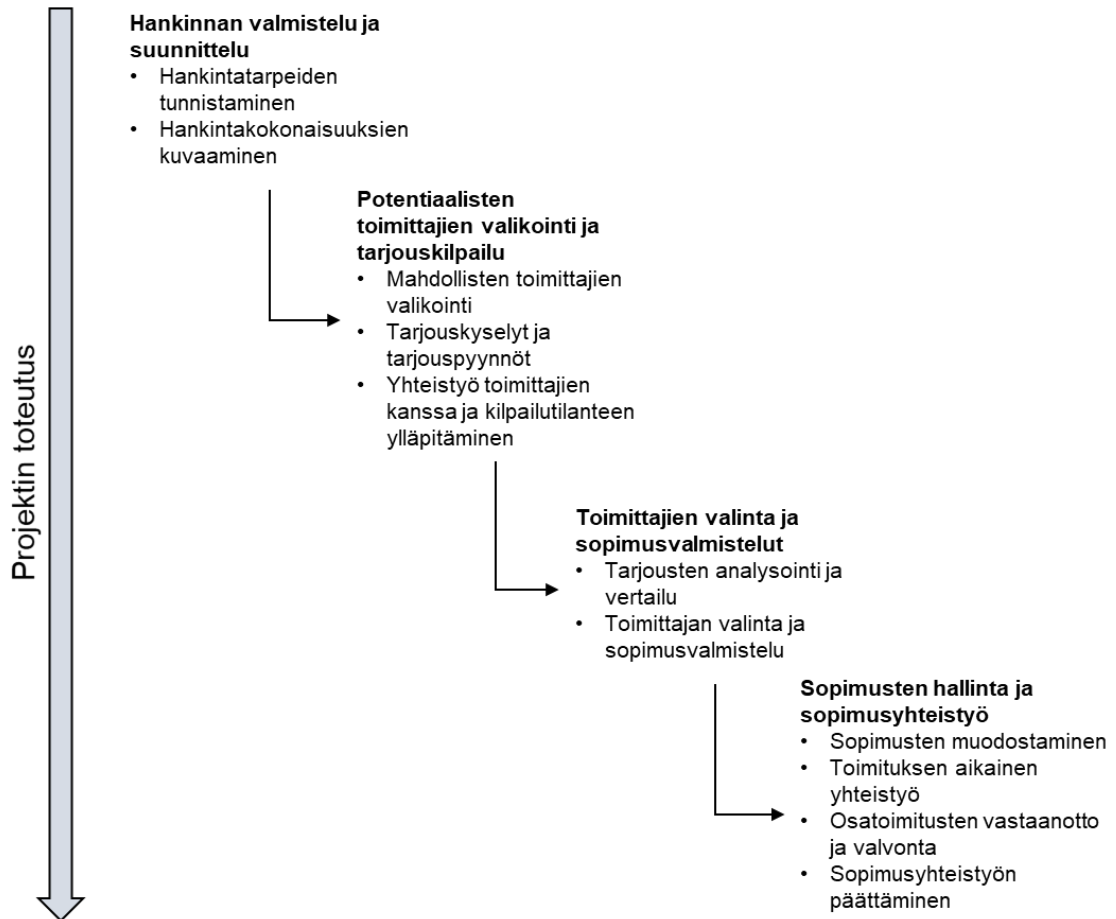 Hankinnan valmistelu ja
suunnittelu
• Hankintatarpeiden
tunnistaminen
• Hankintakokonaisuuksien
kuvaaminen
Potentiaalisten
toimittajien valikointi ja
tarjouskilpailu
• Mahdollisten toimittajien
valikointi
• Tarjouskyselyt ja
tarjouspyynnöt
• Yhteistyö toimittajien
kanssa ja kilpailutilanteen
ylläpitäminen
Projektin toteutus
Toimittajien valinta ja
sopimusvalmistelut
• Tarjousten analysointi ja
vertailu
• Toimittajan valinta ja
sopimusvalmistelu
Sopimusten hallinta ja
sopimusyhteistyö
• Sopimusten muodostaminen
• Toimituksen aikainen
yhteistyö
• Osatoimitusten vastaanotto
ja valvonta
• Sopimusyhteistyön
päättäminen